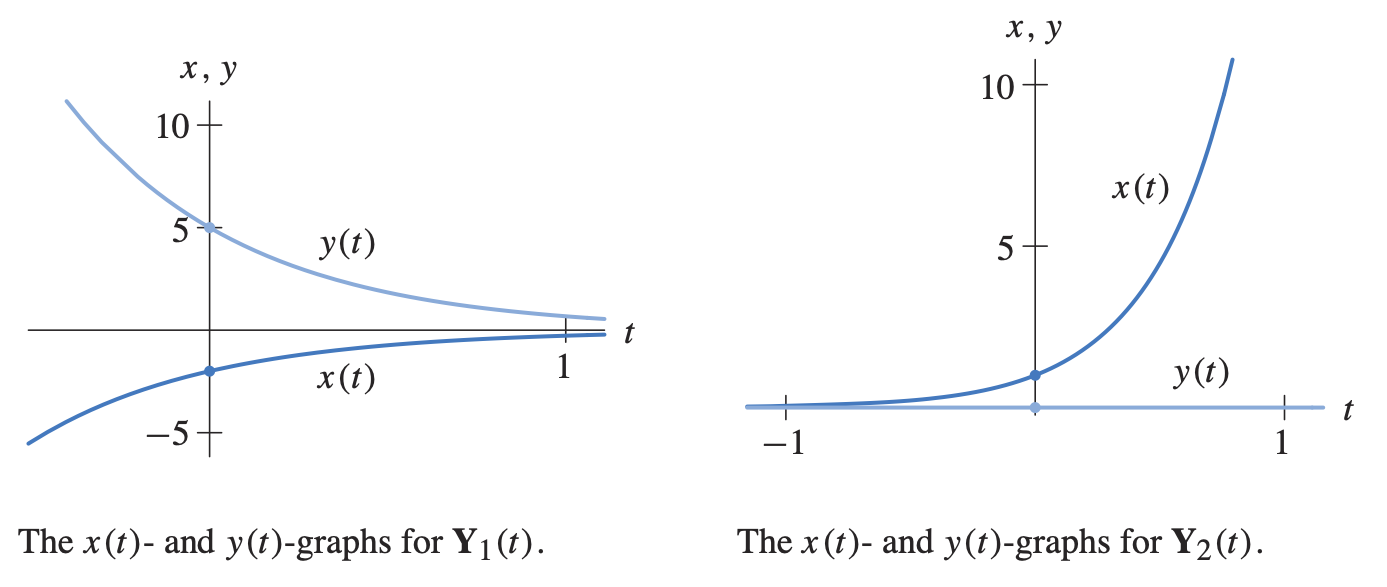 x, y
10
5
y(t)
t
1
x(t)
−5
The x(t)- and y(t)-graphs for Y₁(t).
x, y
10
x(t)
5
y(t)
t
−1
1
The x(t)- and y(t)-graphs for Y₂(t).